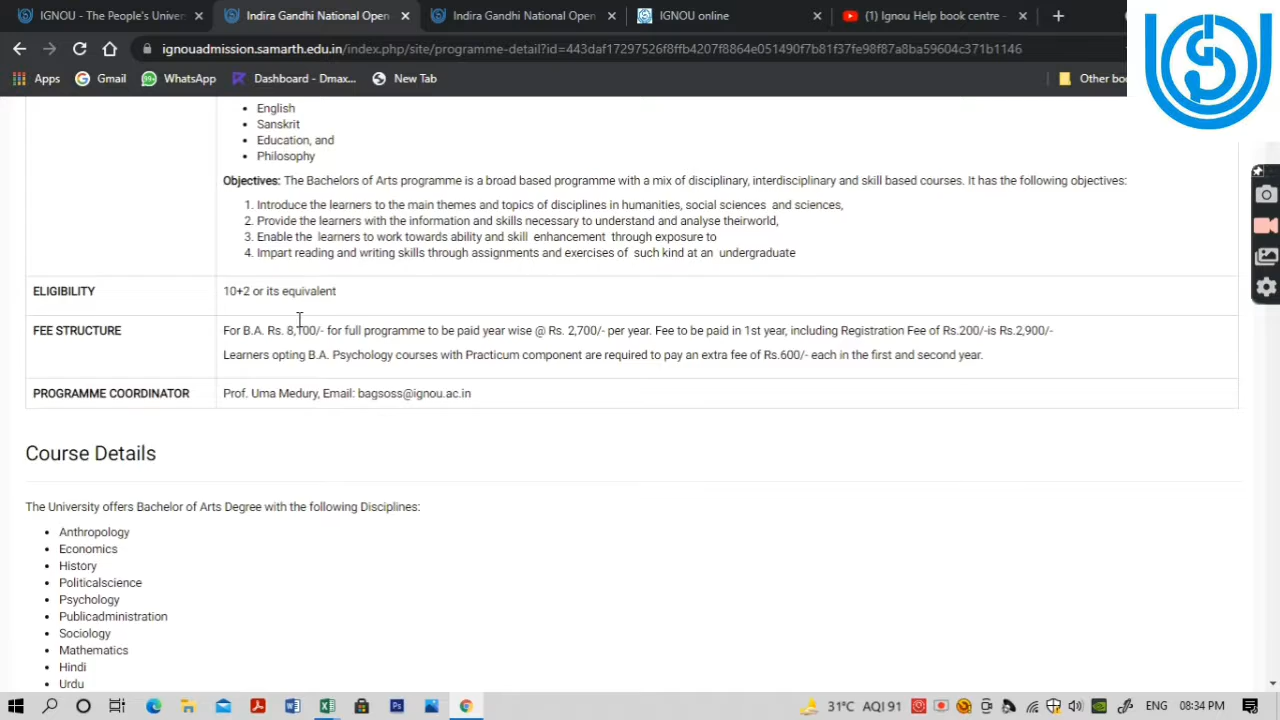 IGNOU - The People's Univer
Indira Gandhi National Open
Indira Gandhi National Open
IGNOU online
(1) Ignou Help book centre -
ignouadmission.samarth.edu.in/index.php/site/programme-detail?id=443daf17297526f8ffb4207f8864e051490f7b81f37fe98f87a8ba59604c371b1146
Apps
Gmail
99+
WhatsApp
Dashboard - Dmax...
New Tab
Other boo
• English
• Sanskrit
• Education, and
• Philosophy
Objectives: The Bachelors of Arts programme is a broad based programme with a mix of disciplinary, interdisciplinary and skill based courses. It has the following objectives:
1. Introduce the learners to the main themes and topics of disciplines in humanities, social sciences and sciences,
2. Provide the learners with the information and skills necessary to understand and analyse theirworld,
3. Enable the learners to work towards ability and skill enhancement through exposure to
4. Impart reading and writing skills through assignments and exercises of such kind at an undergraduate
ELIGIBILITY
10+2 or its equivalent
FEE STRUCTURE
For B.A. Rs. 8,100/- for full programme to be paid year wise @ Rs. 2,700/- per year. Fee to be paid in 1st year, including Registration Fee of Rs.200/-is Rs.2,900/-
Learners opting B.A. Psychology courses with Practicum component are required to pay an extra fee of Rs.600/- each in the first and second year.
PROGRAMME COORDINATOR
Prof. Uma Medury, Email: bagsoss@ignou.ac.in
Course Details
The University offers Bachelor of Arts Degree with the following Disciplines:
• Anthropology
• Economics
• History
• Politicalscience
• Psychology
• Publicadministration
• Sociology
• Mathematics
• Hindi
• Urdu
31°C AQI 91
ENG
08:34 PM